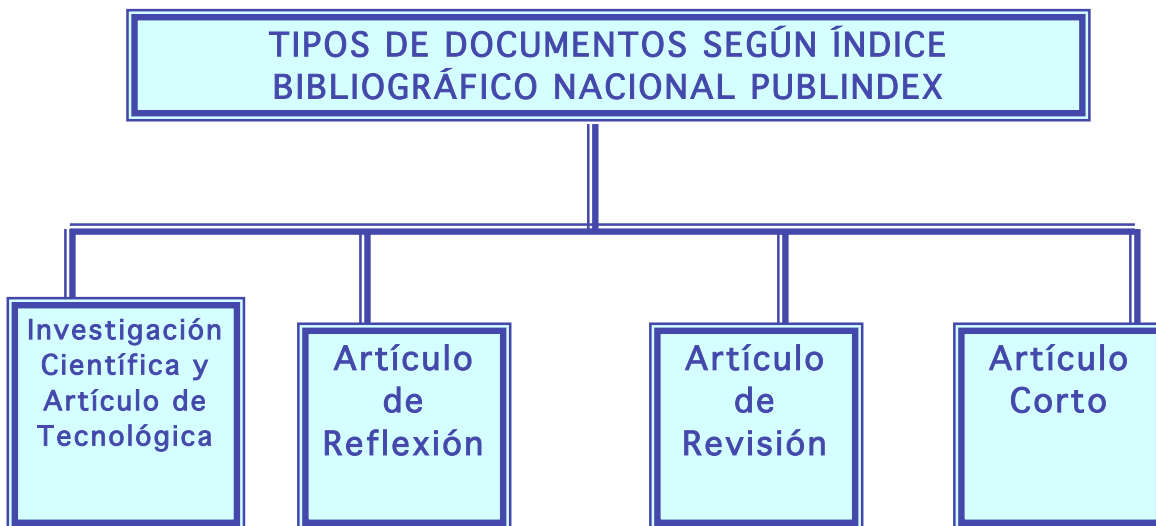 TIPOS DE DOCUMENTOS SEGÚN ÍNDICE
BIBLIOGRÁFICO NACIONAL PUBLINDEX
Investigación
Científica y
Artículo de
Tecnológica
Artículo
de
Reflexión
Artículo
de
Revisión
Artículo
Corto